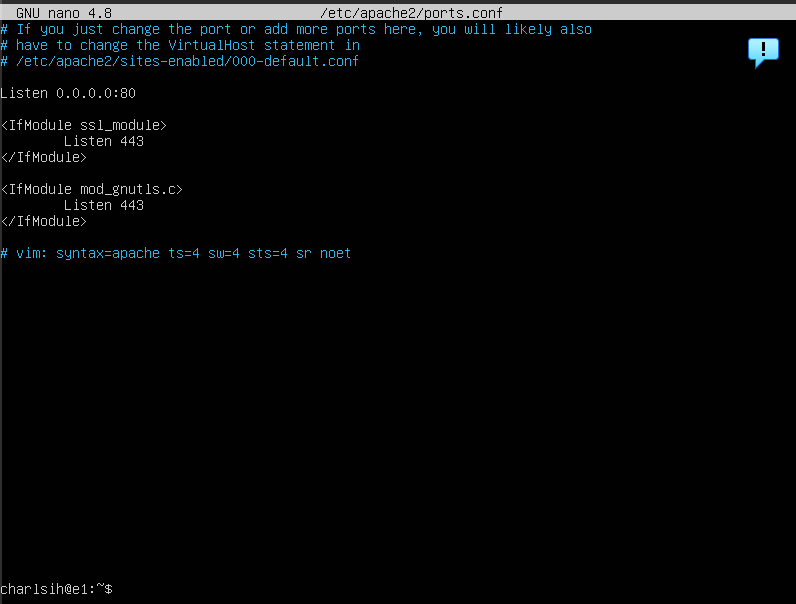 GNU nano 4.8 /etc/apache2/ports.conf
# If you just change the port or add more ports here, you will likely also
# have to change the VirtualHost statement in
# /etc/apache2/sites-enabled/000-default.conf
Listen 0.0.0.0:80
<IfModule ssl_module>
Listen 443
</IfModule>
<IfModule mod_gnutls.c>
Listen 443
</IfModule>
# vim: syntax=apache ts=4 sw=4 sts=4 sr noet
charlsih@e1:~$